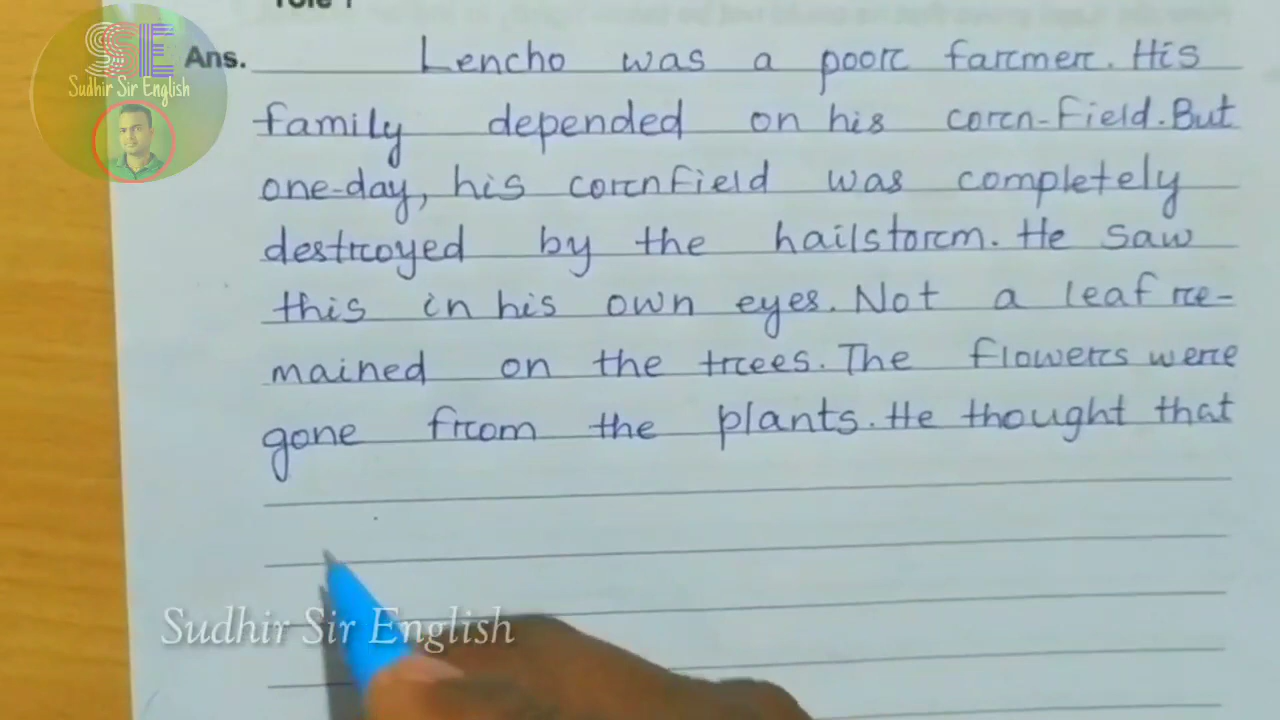 SE
Sudhir Sir English
Ans. Lencho was a poor farmer. His
family depended on his corn-field. But
one-day, his cornfield was completely
destroyed by the hailstorm. He saw
this in his own eyes. Not a leaf re-
mained on the trees. The flowers were
gone from the plants. He thought that
Sudhir Sir English